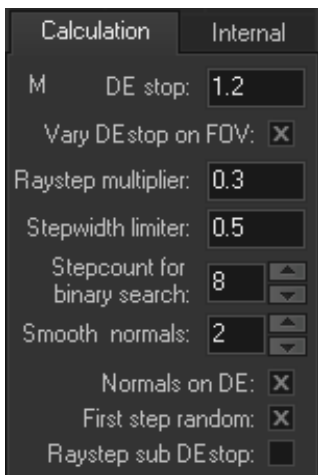 Calculation Internal
M DE stop: 1.2
Vary DEstop on FOV: X
Raystep multiplier: 0.3
Stepwidth limiter: 0.5
Stepcount for
binary search: 8
Smooth normals: 2
Normals on DE: X
First step random: X
Raystep sub DEstop: